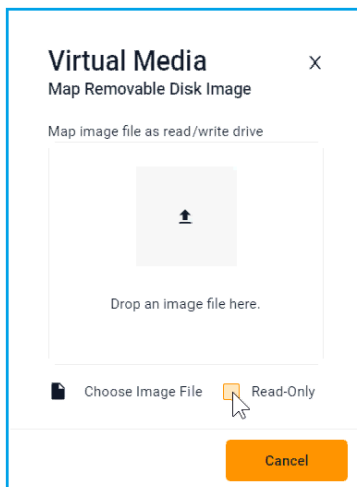 Virtual Media
X
Map Removable Disk Image
Map image file as read/write drive
Drop an image file here.
Choose Image File
Read-Only
Cancel